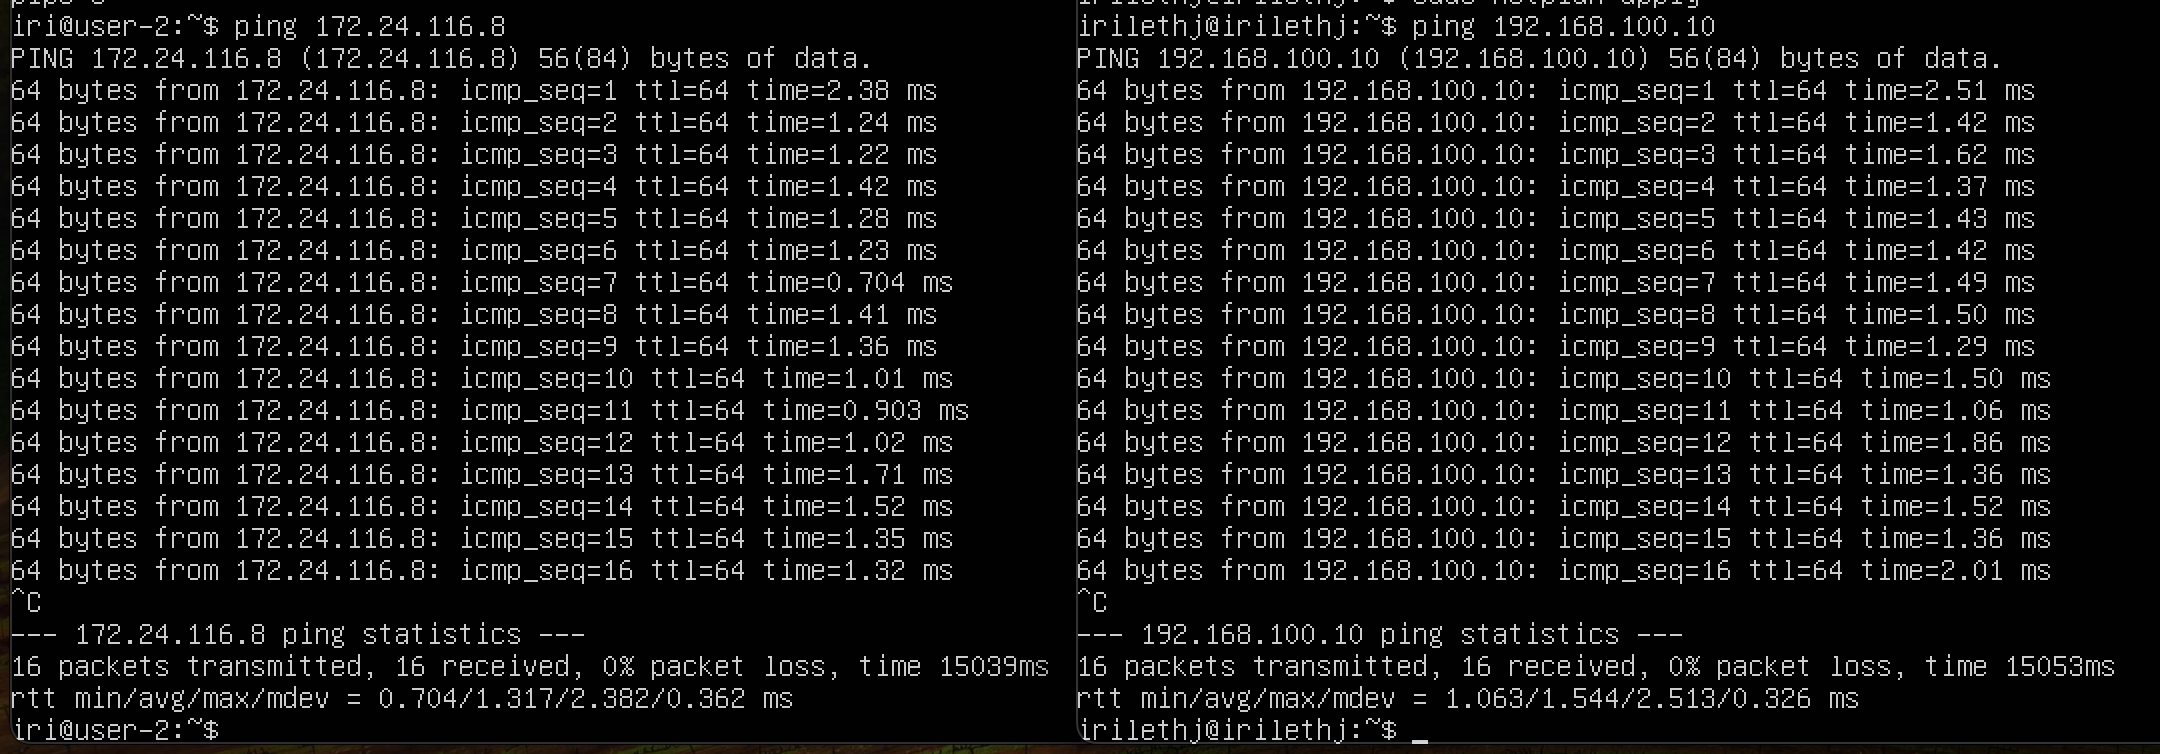 iri@user-2:~$ ping 172.24.116.8
PING 172.24.116.8 (172.24.116.8) 56(84) bytes of data.
64 bytes from 172.24.116.8: icmp_seq=1 ttl=64 time=2.38 ms
64 bytes from 172.24.116.8: icmp_seq=2 ttl=64 time=1.24 ms
64 bytes from 172.24.116.8: icmp_seq=3 ttl=64 time=1.22 ms
64 bytes from 172.24.116.8: icmp_seq=4 ttl=64 time=1.42 ms
64 bytes from 172.24.116.8: icmp_seq=5 ttl=64 time=1.28 ms
64 bytes from 172.24.116.8: icmp_seq=6 ttl=64 time=1.23 ms
64 bytes from 172.24.116.8: icmp_seq=7 ttl=64 time=0.704 ms
64 bytes from 172.24.116.8: icmp_seq=8 ttl=64 time=1.41 ms
64 bytes from 172.24.116.8: icmp_seq=9 ttl=64 time=1.36 ms
64 bytes from 172.24.116.8: icmp_seq=10 ttl=64 time=1.01 ms
64 bytes from 172.24.116.8: icmp_seq=11 ttl=64 time=0.903 ms
64 bytes from 172.24.116.8: icmp_seq=12 ttl=64 time=1.02 ms
64 bytes from 172.24.116.8: icmp_seq=13 ttl=64 time=1.71 ms
64 bytes from 172.24.116.8: icmp_seq=14 ttl=64 time=1.52 ms
64 bytes from 172.24.116.8: icmp_seq=15 ttl=64 time=1.35 ms
64 bytes from 172.24.116.8: icmp_seq=16 ttl=64 time=1.32 ms
^C
--- 172.24.116.8 ping statistics ---
16 packets transmitted, 16 received, 0% packet loss, time 15039ms
rtt min/avg/max/mdev = 0.704/1.317/2.382/0.362 ms
iri@user-2:~$
irilethj@irilethj:~$ sudo netplan apply
irilethj@irilethj:~$ ping 192.168.100.10
PING 192.168.100.10 (192.168.100.10) 56(84) bytes of data.
64 bytes from 192.168.100.10: icmp_seq=1 ttl=64 time=2.51 ms
64 bytes from 192.168.100.10: icmp_seq=2 ttl=64 time=1.42 ms
64 bytes from 192.168.100.10: icmp_seq=3 ttl=64 time=1.62 ms
64 bytes from 192.168.100.10: icmp_seq=4 ttl=64 time=1.37 ms
64 bytes from 192.168.100.10: icmp_seq=5 ttl=64 time=1.43 ms
64 bytes from 192.168.100.10: icmp_seq=6 ttl=64 time=1.42 ms
64 bytes from 192.168.100.10: icmp_seq=7 ttl=64 time=1.49 ms
64 bytes from 192.168.100.10: icmp_seq=8 ttl=64 time=1.50 ms
64 bytes from 192.168.100.10: icmp_seq=9 ttl=64 time=1.29 ms
64 bytes from 192.168.100.10: icmp_seq=10 ttl=64 time=1.50 ms
64 bytes from 192.168.100.10: icmp_seq=11 ttl=64 time=1.06 ms
64 bytes from 192.168.100.10: icmp_seq=12 ttl=64 time=1.86 ms
64 bytes from 192.168.100.10: icmp_seq=13 ttl=64 time=1.36 ms
64 bytes from 192.168.100.10: icmp_seq=14 ttl=64 time=1.52 ms
64 bytes from 192.168.100.10: icmp_seq=15 ttl=64 time=1.36 ms
64 bytes from 192.168.100.10: icmp_seq=16 ttl=64 time=2.01 ms
^C
--- 192.168.100.10 ping statistics ---
16 packets transmitted, 16 received, 0% packet loss, time 15053ms
rtt min/avg/max/mdev = 1.063/1.544/2.513/0.326 ms
irilethj@irilethj:~$ _